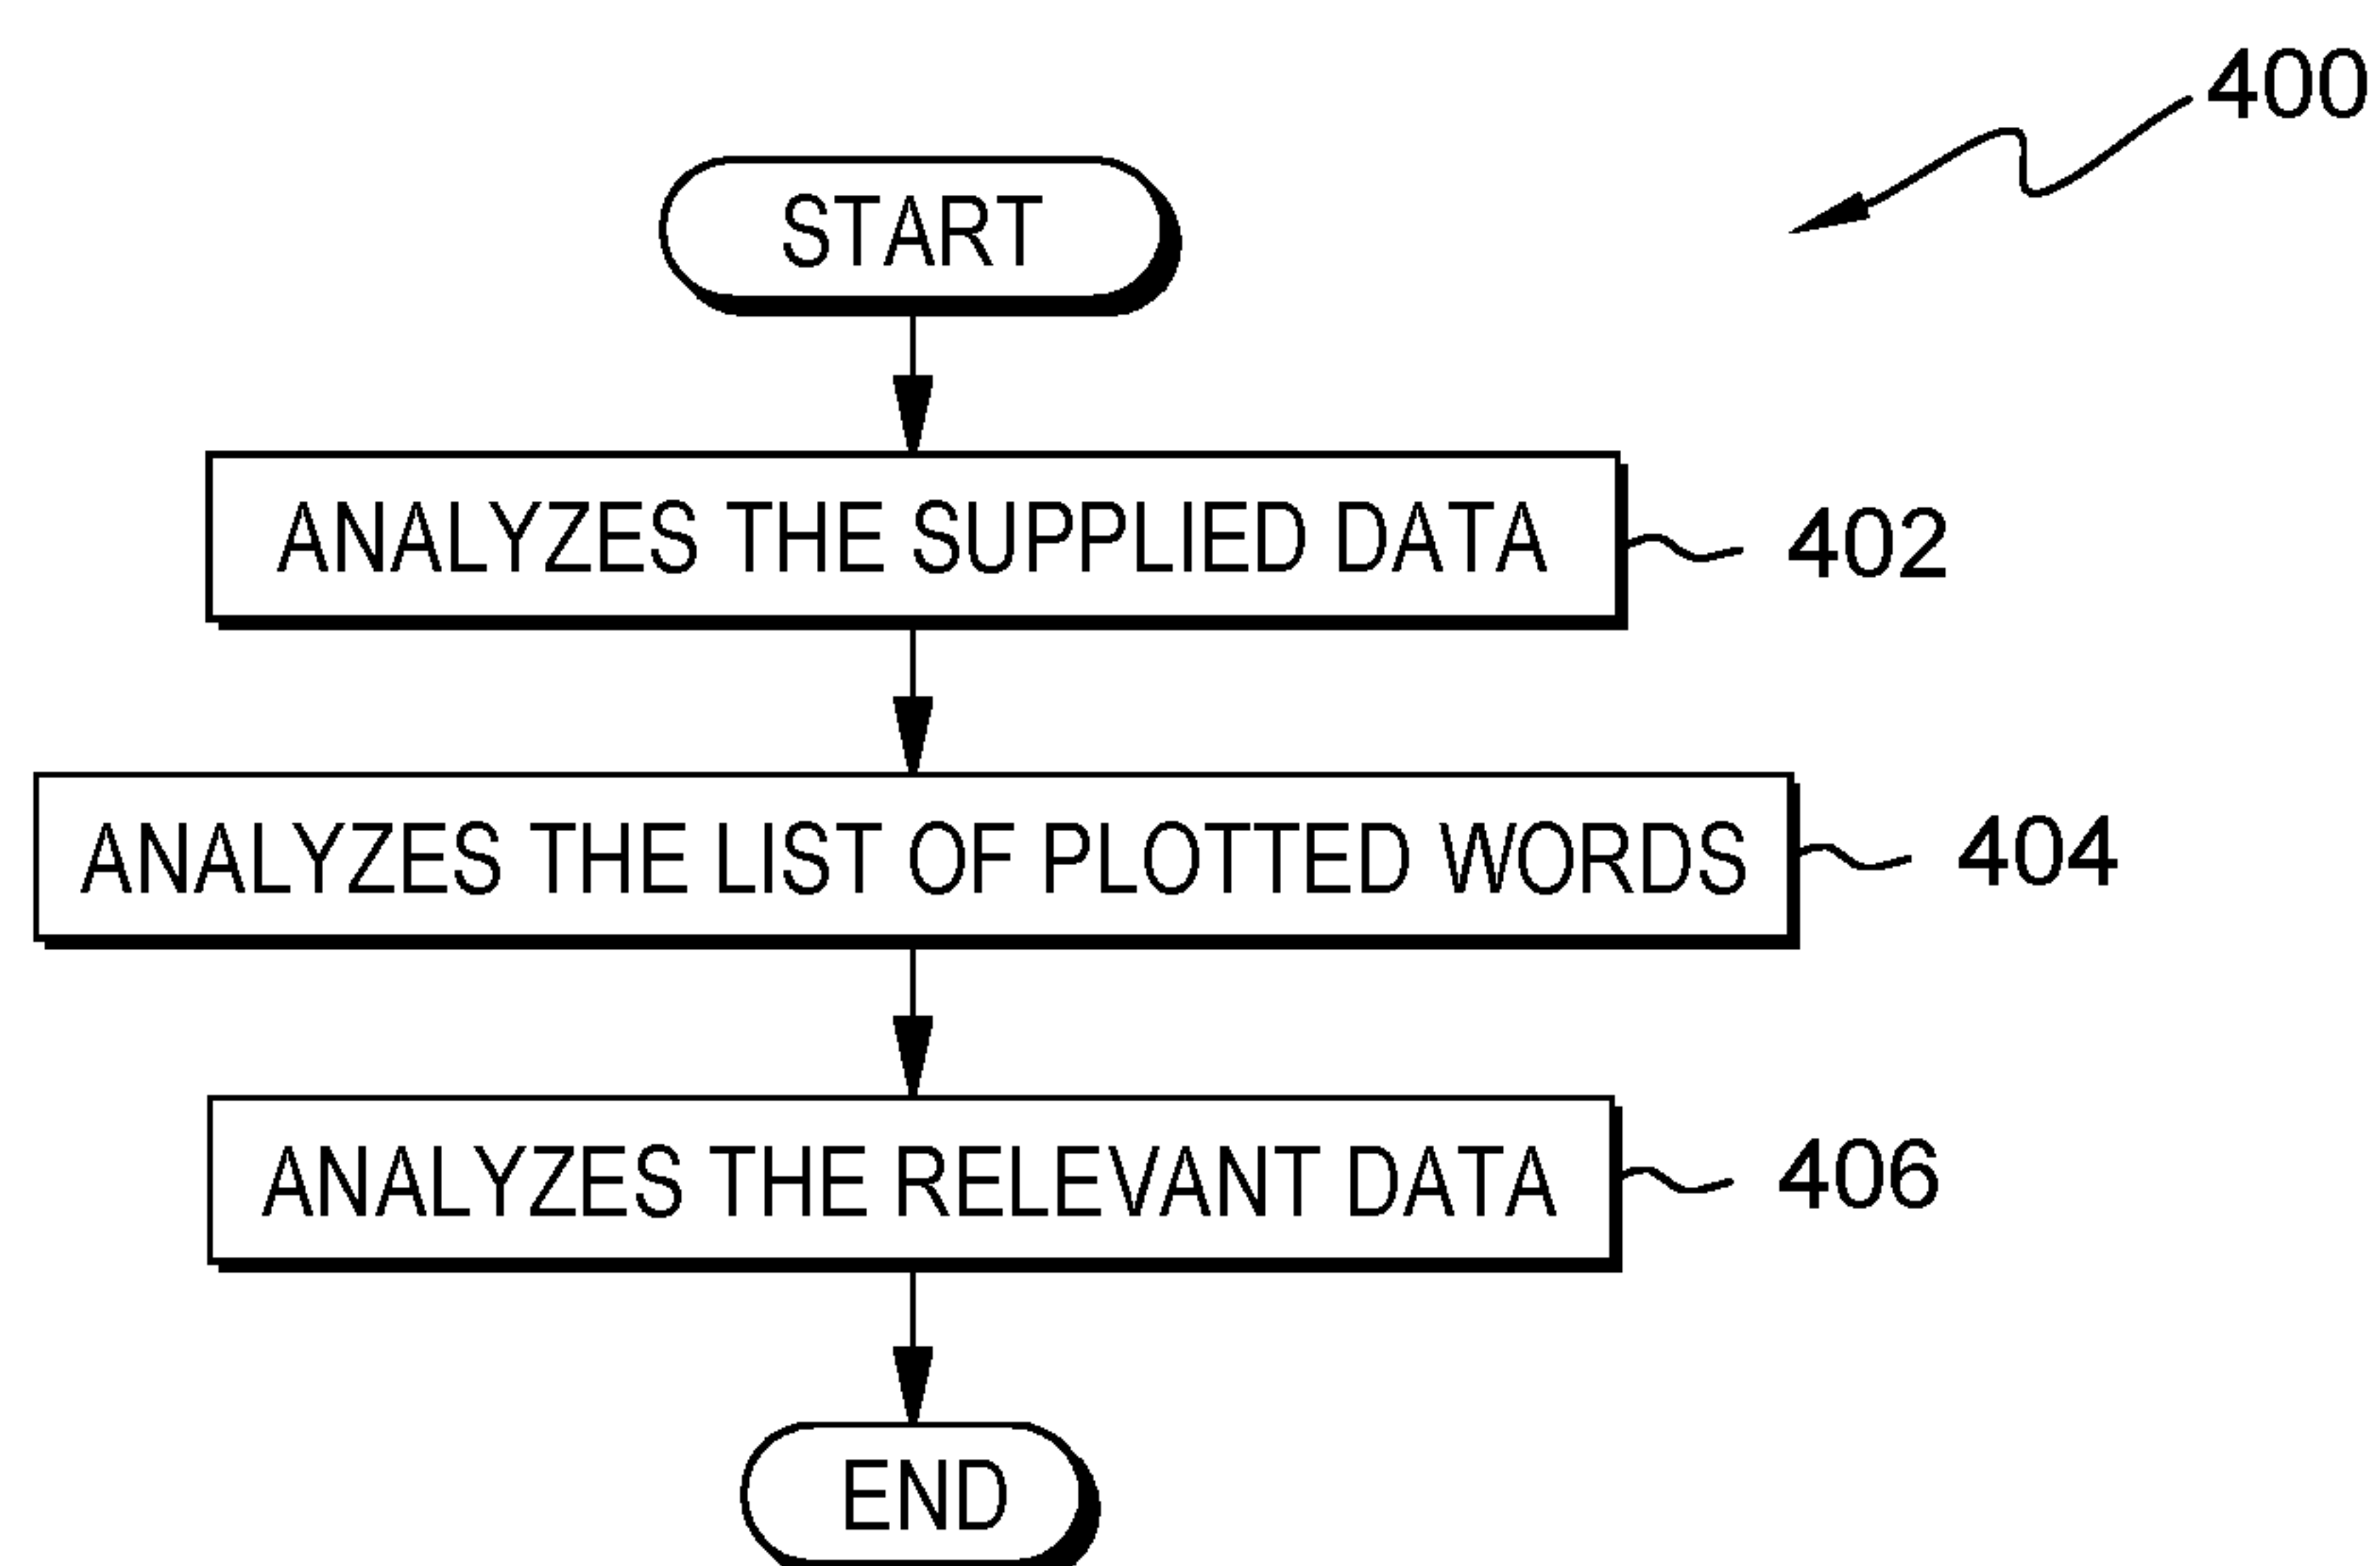 400
START
ANALYZES THE SUPPLIED DATA
402
ANALYZES THE LIST OF PLOTTED WORDS
404
ANALYZES THE RELEVANT DATA
406
END